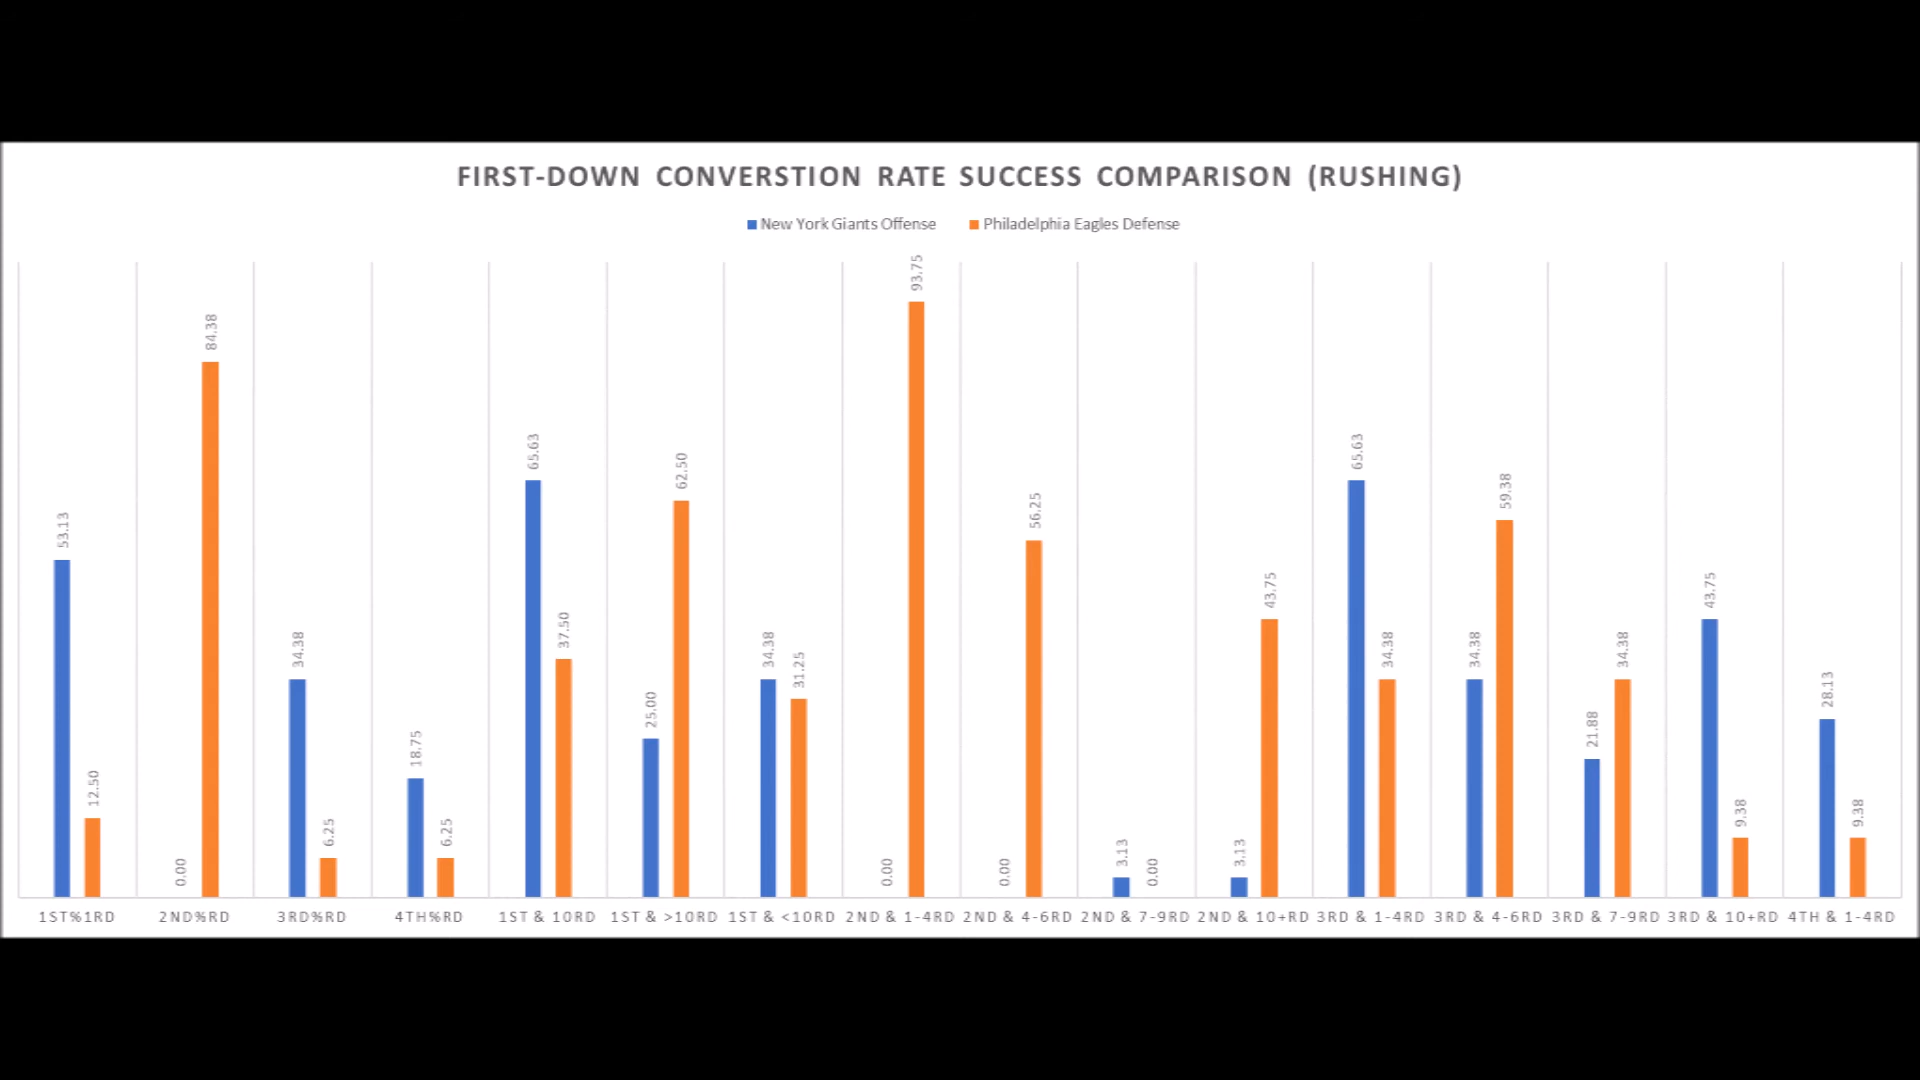 FIRST-DOWN CONVERSTION RATE SUCCESS COMPARISON (RUSHING)
New York Giants Offense Philadelphia Eagles Defense
53.13 12.50 0.00 84.38 34.38 6.25 18.75 6.25 65.63 37.50 25.00 62.50 34.38 31.25 0.00 93.75 0.00 56.25 3.13 0.00 3.13 43.75 65.63 34.38 34.38 59.38 21.88 34.38 43.75 9.38 28.13 9.38
1ST%1RD 2ND%RD 3RD%RD 4TH%RD 1ST & 10RD 1ST & >10RD 1ST & <10RD 2ND & 1-4RD 2ND & 4-6RD 2ND & 7-9RD 2ND & 10+RD 3RD & 1-4RD 3RD & 4-6RD 3RD & 7-9RD 3RD & 10+RD 4TH & 1-4RD